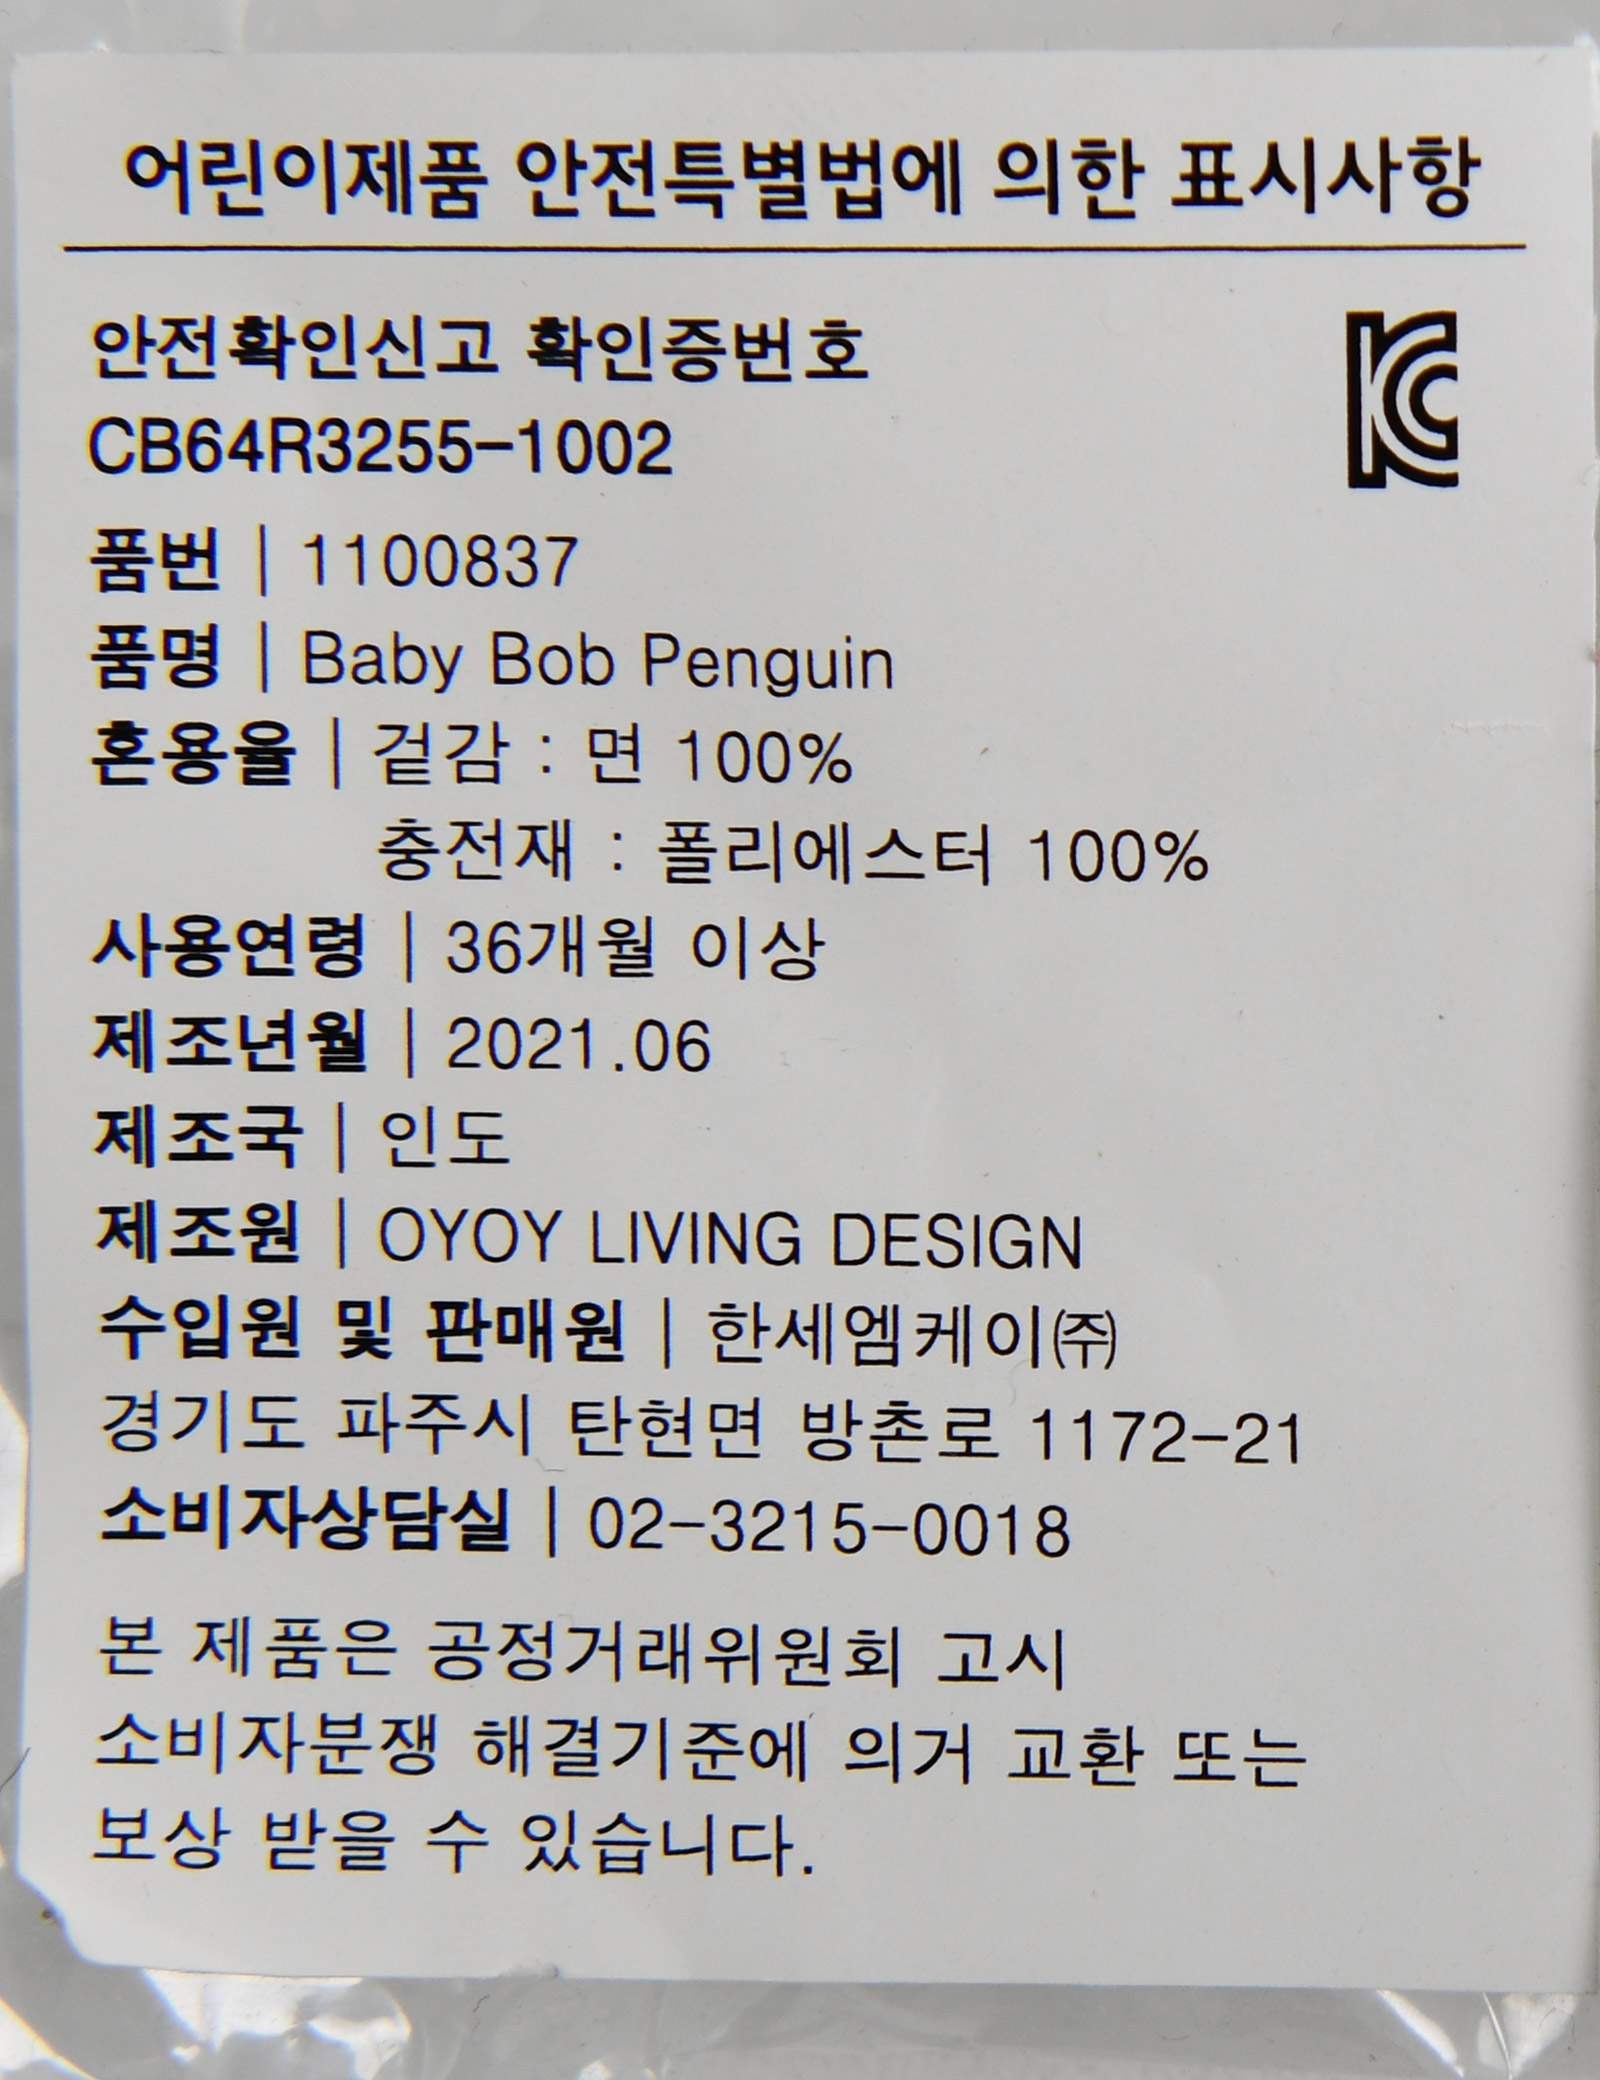 어린이제품 안전특별법에 의한 표시사항
안전확인신고 확인증번호
CB64R3255-1002
KC
품번 | 1100837
품명 | Baby Bob Penguin
혼용율 | 겉감 : 면 100%
충전재 : 폴리에스터 100%
사용연령 | 36개월 이상
제조년월 | 2021.06
제조국 | 인도
제조원 | OYOY LIVING DESIGN
수입원 및 판매원 | 한세엠케이㈜
경기도 파주시 탄현면 방촌로 1172-21
소비자상담실 | 02-3215-0018
본 제품은 공정거래위원회 고시
소비자분쟁 해결기준에 의거 교환 또는
보상 받을 수 있습니다.